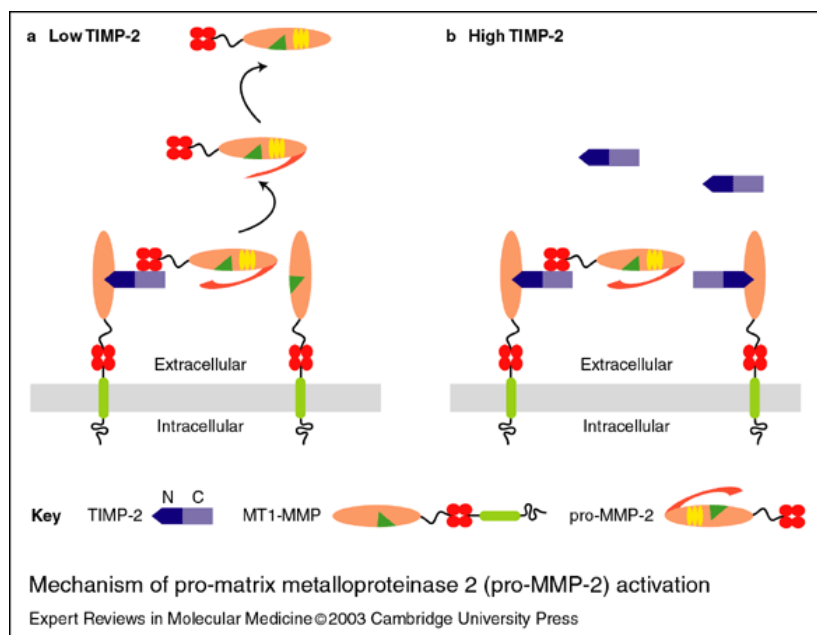 a Low TIMP-2
b High TIMP-2
Extracellular
Intracellular
Extracellular
Intracellular
N C
Key TIMP-2 MT1-MMP pro-MMP-2
Mechanism of pro-matrix metalloproteinase 2 (pro-MMP-2) activation
Expert Reviews in Molecular Medicine©2003 Cambridge University Press